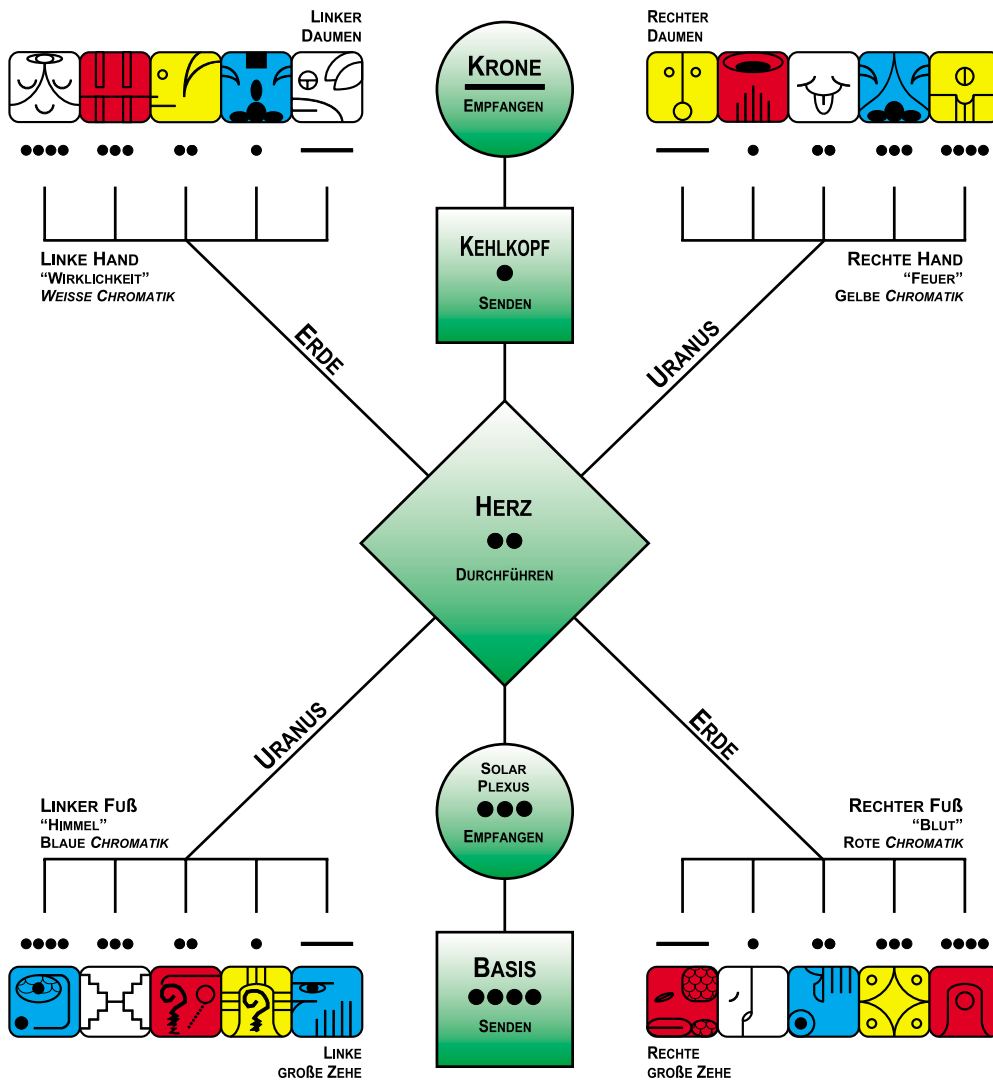 LINKER
DAUMEN
KRONE
EMPFANGEN
RECHTER
DAUMEN
KEHLKOPF
SENDEN
LINKE HAND
“WIRKLICHKEIT”
WEISSE CHROMATIK
RECHTE HAND
“FEUER”
GELBE CHROMATIK
ERDE
URANUS
HERZ
DURCHFÜHREN
URANUS
ERDE
SOLAR
PLEXUS
EMPFANGEN
LINKER FUß
“HIMMEL”
BLAUE CHROMATIK
RECHTER FUß
“BLUT”
ROTE CHROMATIK
BASIS
SENDEN
LINKE
GROßE ZEHE
RECHTE
GROßE ZEHE